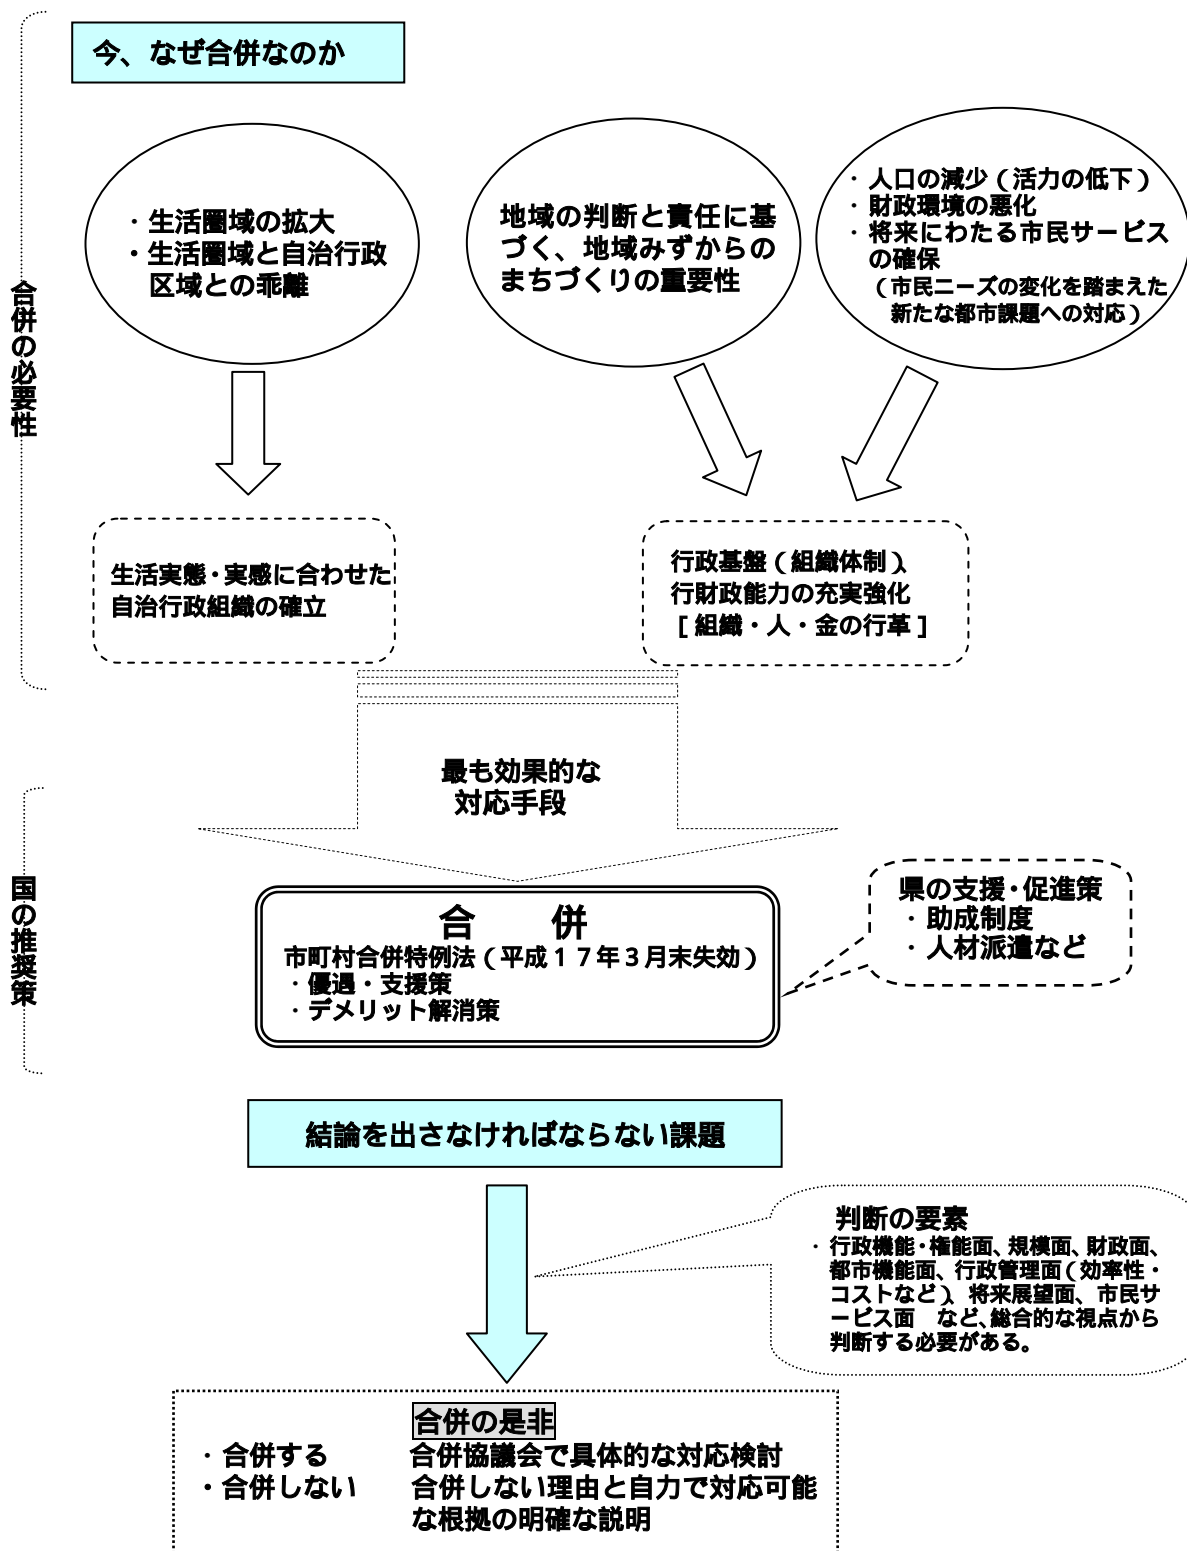 今、なぜ合併なのか
合併の必要性
・生活圏域の拡大
・生活圏域と自治行政
区域との乖離
地域の判断と責任に基
づく、地域みずからの
まちづくりの重要性
・人口の減少（活力の低下）
・財政環境の悪化
・将来にわたる市民サービス
の確保
（市民ニーズの変化を踏まえた
新たな都市課題への対応）
生活実態・実感に合わせた
自治行政組織の確立
行政基盤（組織体制）、
行財政能力の充実強化
［組織・人・金の行革］
最も効果的な
対応手段
国の推奨策
合　併
市町村合併特例法（平成１７年３月末失効）
・優遇・支援策
・デメリット解消策
県の支援・促進策
・助成制度
・人材派遣など
結論を出さなければならない課題
判断の要素
・行政機能・権能面、規模面、財政面、
都市機能面、行政管理面（効率性・
コストなど）、将来展望面、市民サ
ービス面　など、総合的な視点から
判断する必要がある。
合併の是非
・合併する　合併協議会で具体的な対応検討
・合併しない　合併しない理由と自力で対応可能
な根拠の明確な説明